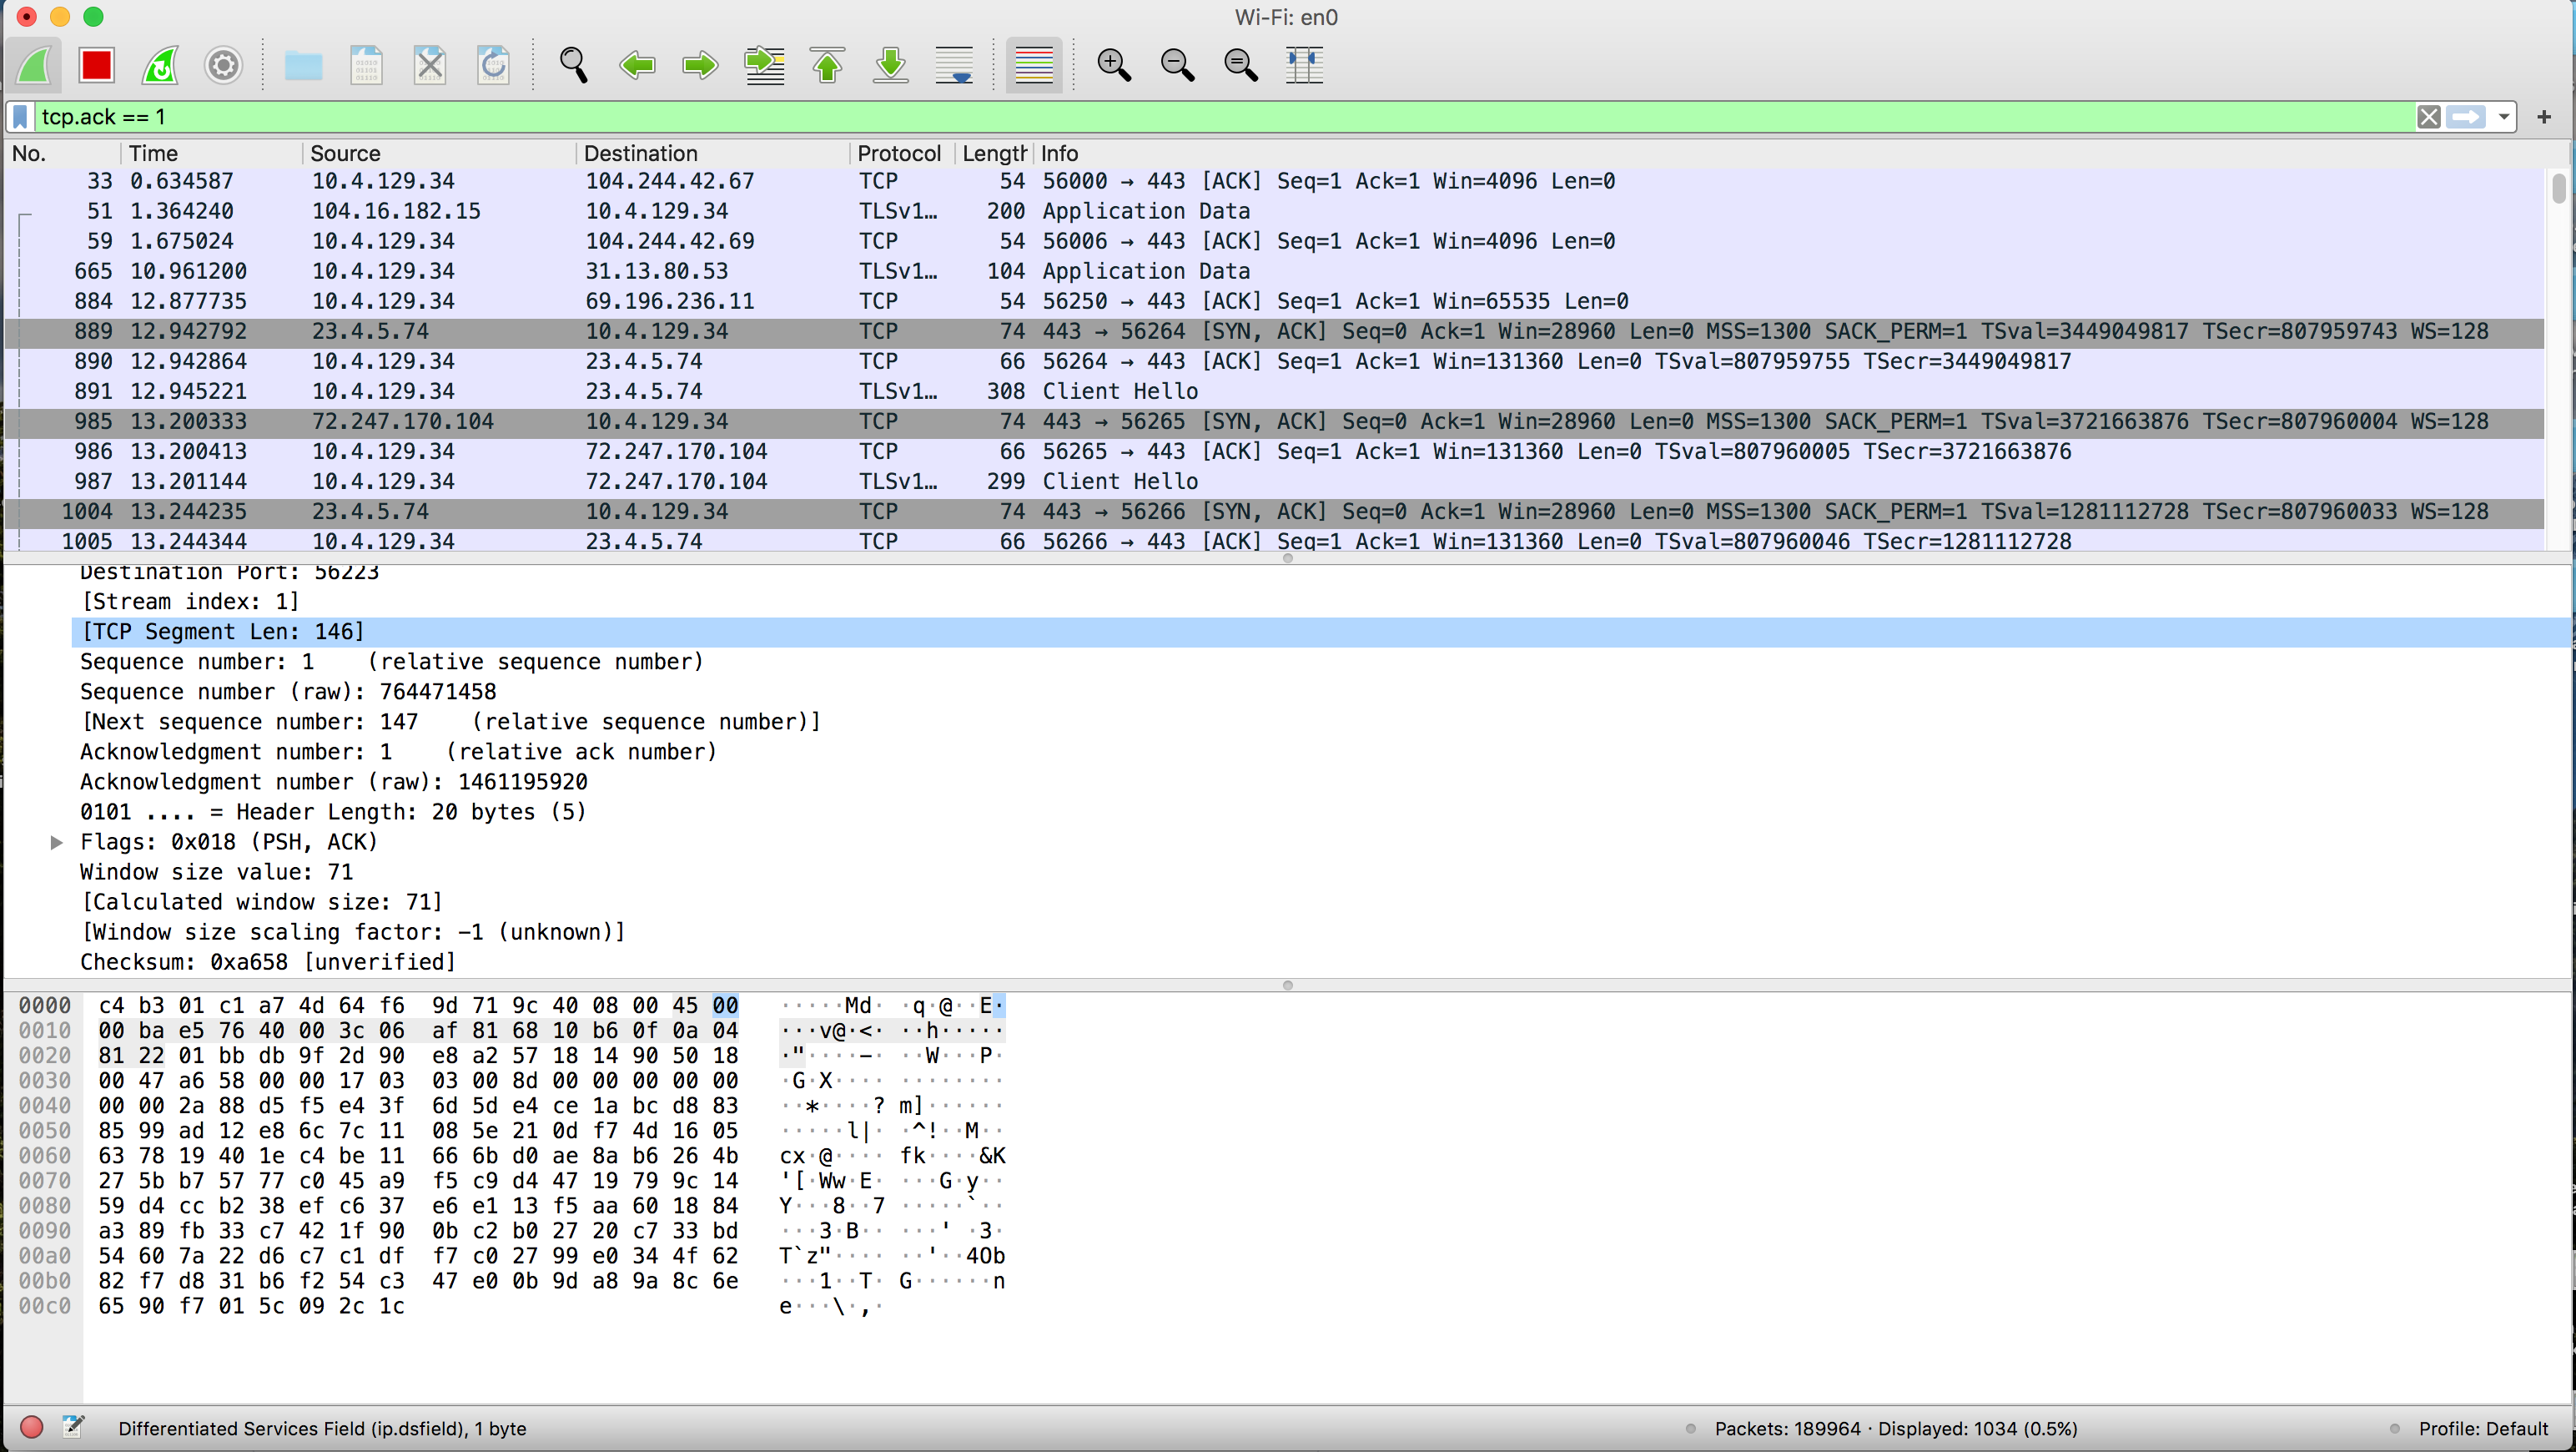 Wi-Fi: en0
tcp.ack == 1
No. Time Source Destination Protocol Length Info
33 0.634587 10.4.129.34 104.244.42.67 TCP 54 56000 → 443 [ACK] Seq=1 Ack=1 Win=4096 Len=0
51 1.364240 104.16.182.15 10.4.129.34 TLSv1… 200 Application Data
59 1.675024 10.4.129.34 104.244.42.69 TCP 54 56006 → 443 [ACK] Seq=1 Ack=1 Win=4096 Len=0
665 10.961200 10.4.129.34 31.13.80.53 TLSv1… 104 Application Data
884 12.877735 10.4.129.34 69.196.236.11 TCP 54 56250 → 443 [ACK] Seq=1 Ack=1 Win=65535 Len=0
889 12.942792 23.4.5.74 10.4.129.34 TCP 74 443 → 56264 [SYN, ACK] Seq=0 Ack=1 Win=28960 Len=0 MSS=1300 SACK_PERM=1 TSval=3449049817 TSecr=807959743 WS=128
890 12.942864 10.4.129.34 23.4.5.74 TCP 66 56264 → 443 [ACK] Seq=1 Ack=1 Win=131360 Len=0 TSval=807959755 TSecr=3449049817
891 12.945221 10.4.129.34 23.4.5.74 TLSv1… 308 Client Hello
985 13.200333 72.247.170.104 10.4.129.34 TCP 74 443 → 56265 [SYN, ACK] Seq=0 Ack=1 Win=28960 Len=0 MSS=1300 SACK_PERM=1 TSval=3721663876 TSecr=807960004 WS=128
986 13.200413 10.4.129.34 72.247.170.104 TCP 66 56265 → 443 [ACK] Seq=1 Ack=1 Win=131360 Len=0 TSval=807960005 TSecr=3721663876
987 13.201144 10.4.129.34 72.247.170.104 TLSv1… 299 Client Hello
1004 13.244235 23.4.5.74 10.4.129.34 TCP 74 443 → 56266 [SYN, ACK] Seq=0 Ack=1 Win=28960 Len=0 MSS=1300 SACK_PERM=1 TSval=1281112728 TSecr=807960033 WS=128
1005 13.244344 10.4.129.34 23.4.5.74 TCP 66 56266 → 443 [ACK] Seq=1 Ack=1 Win=131360 Len=0 TSval=807960046 TSecr=1281112728
Destination Port: 56223
[Stream index: 1]
[TCP Segment Len: 146]
Sequence number: 1 (relative sequence number)
Sequence number (raw): 764471458
[Next sequence number: 147 (relative sequence number)]
Acknowledgment number: 1 (relative ack number)
Acknowledgment number (raw): 1461195920
0101 .... = Header Length: 20 bytes (5)
Flags: 0x018 (PSH, ACK)
Window size value: 71
[Calculated window size: 71]
[Window size scaling factor: -1 (unknown)]
Checksum: 0xa658 [unverified]
0000 c4 b3 01 c1 a7 4d 64 f6 9d 71 9c 40 08 00 45 00 ·····Md· ·q·@··E·
0010 00 ba e5 76 40 00 3c 06 af 81 68 10 b6 0f 0a 04 ···v@·<· ··h·····
0020 81 22 01 bb db 9f 2d 90 e8 a2 57 18 14 90 50 18 ·"····-· ··W···P·
0030 00 47 a6 58 00 00 17 03 03 00 8d 00 00 00 00 00 ·G·X···· ········
0040 00 00 2a 88 d5 f5 e4 3f 6d 5d e4 ce 1a bc d8 83 ··*····? m]······
0050 85 99 ad 12 e8 6c 7c 11 08 5e 21 0d f7 4d 16 05 ·····l|· ·^!··M··
0060 63 78 19 40 1e c4 be 11 66 6b d0 ae 8a b6 26 4b cx·@···· fk····&K
0070 27 5b b7 57 77 c0 45 a9 f5 c9 d4 47 19 79 9c 14 '[·Ww·E· ···G·y··
0080 59 d4 cc b2 38 ef c6 37 e6 e1 13 f5 aa 60 18 84 Y···8··7 ·····`··
0090 a3 89 fb 33 c7 42 1f 90 0b c2 b0 27 20 c7 33 bd ···3·B·· ···' ·3·
00a0 54 60 7a 22 d6 c7 c1 df f7 c0 27 99 e0 34 4f 62 T`z"···· ··'··4Ob
00b0 82 f7 d8 31 b6 f2 54 c3 47 e0 0b 9d a8 9a 8c 6e ···1··T· G······n
00c0 65 90 f7 01 5c 09 2c 1c e···\·,·
Differentiated Services Field (ip.dsfield), 1 byte Packets: 189964 · Displayed: 1034 (0.5%) Profile: Default